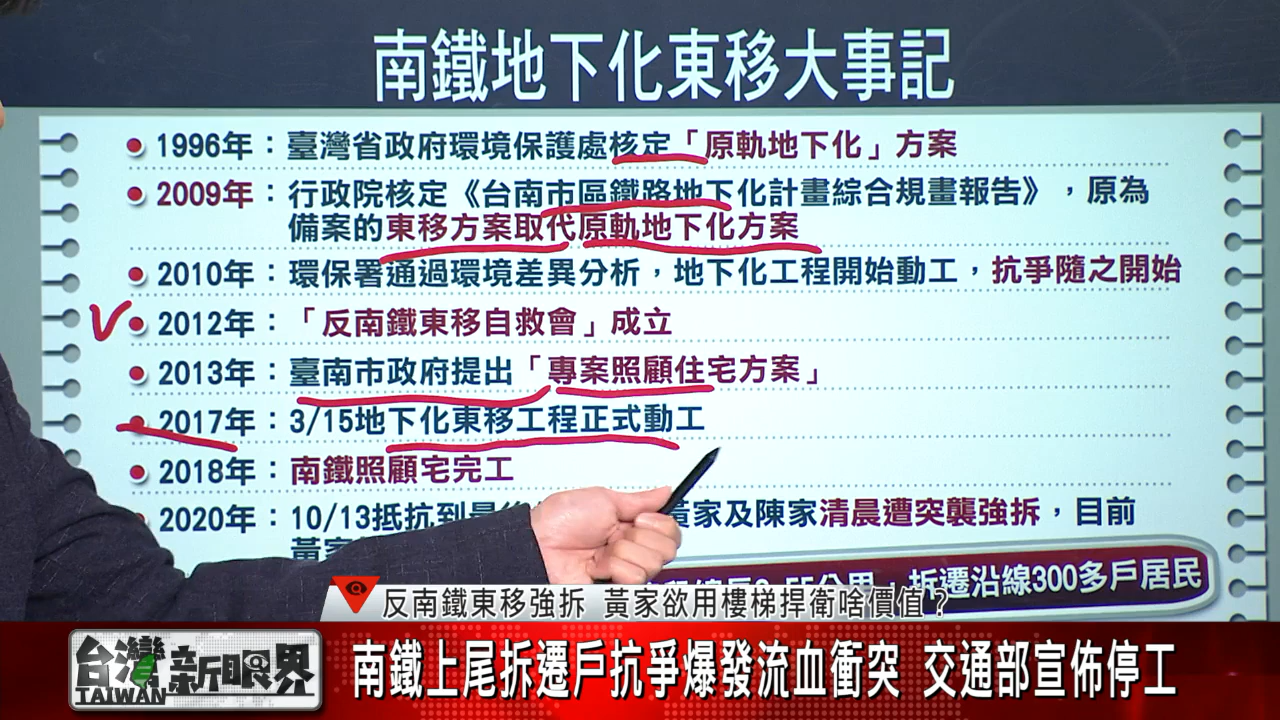 南鐵地下化東移大事記
1996年：臺灣省政府環境保護處核定「原軌地下化」方案
2009年：行政院核定《台南市區鐵路地下化計畫綜合規畫報告》，原為
備案的東移方案取代原軌地下化方案
2010年：環保署通過環境差異分析，地下化工程開始動工，抗爭隨之開始
2012年：「反南鐵東移自救會」成立
2013年：臺南市政府提出「專案照顧住宅方案」
2017年：3/15地下化東移工程正式動工
2018年：南鐵照顧宅完工
2020年：10/13抵抗到最後 黃家及陳家清晨遭突襲強拆，目前
黃家
公里，拆遷沿線300多戶居民
反南鐵東移強拆 黃家欲用樓梯捍衛啥價值？
台灣新眼界
TAIWAN
南鐵上尾拆遷戶抗爭爆發流血衝突 交通部宣佈停工